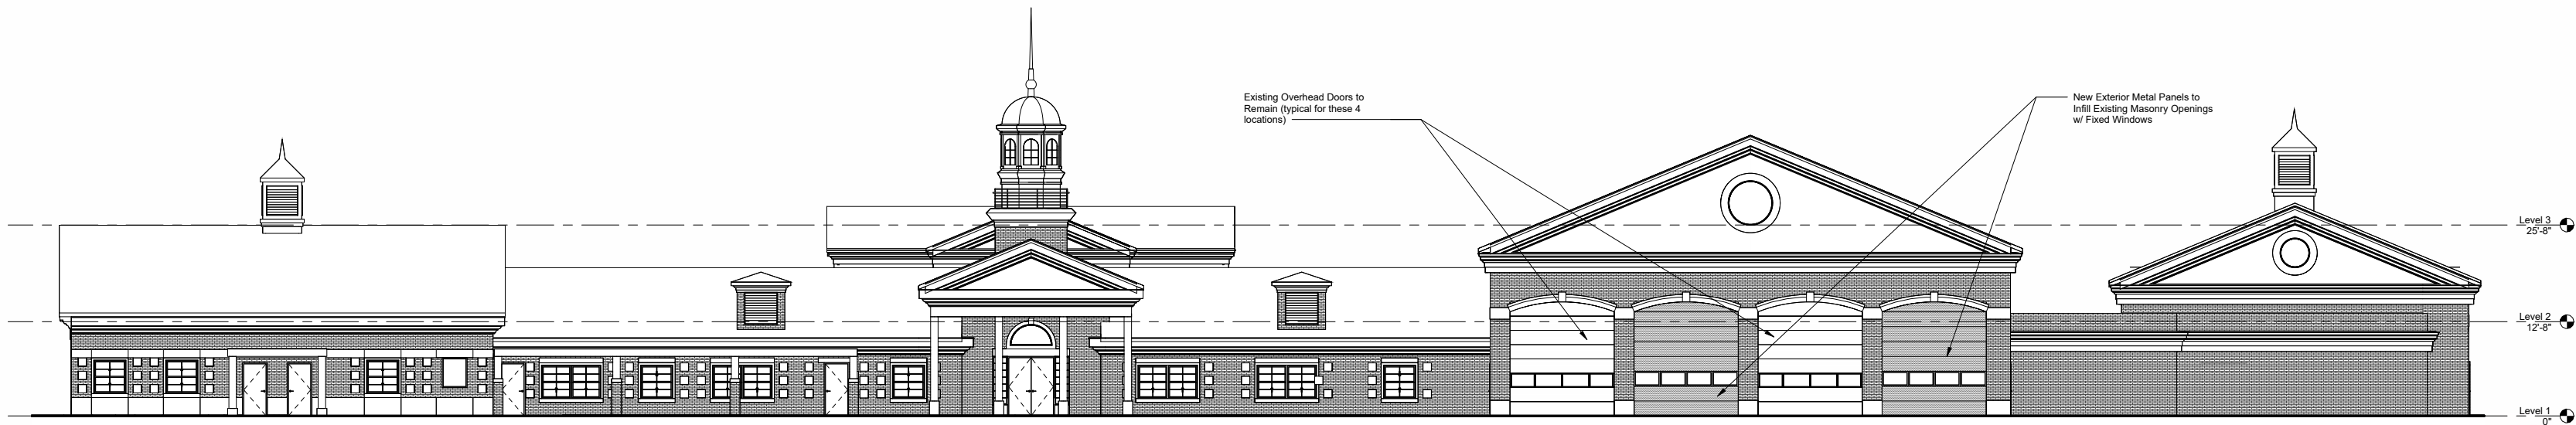 Existing Overhead Doors to
Remain (typical for these 4
locations)
New Exterior Metal Panels to
Infill Existing Masonry Openings
w/ Fixed Windows
Level 3
25'-8"
Level 2
12'-8"
Level 1
0"